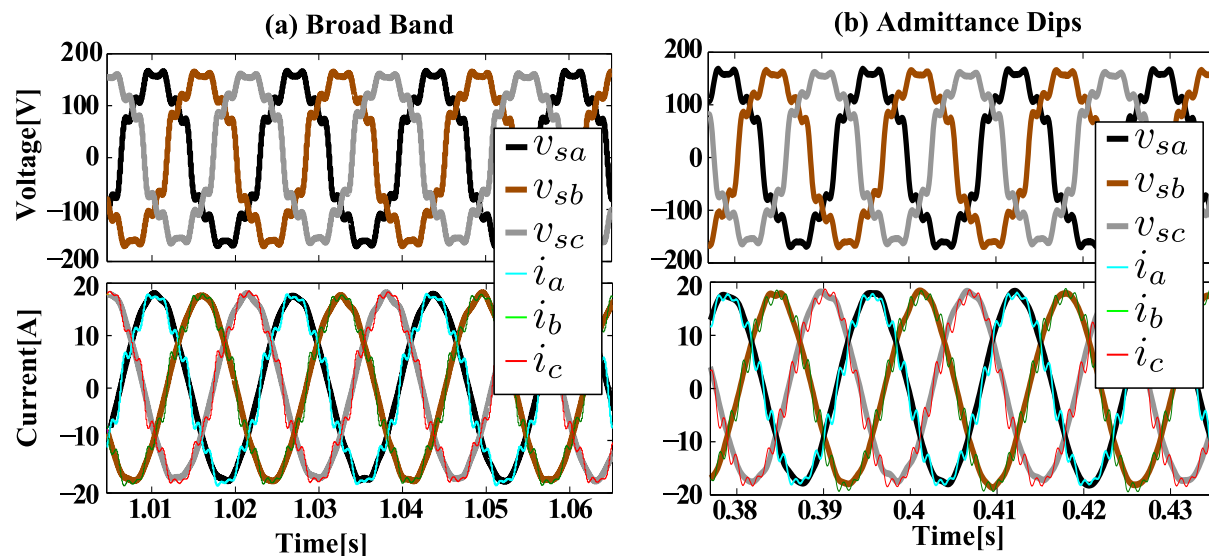 (a) Broad Band
(b) Admittance Dips
Voltage[V]
200
100
0
−100
−200
200
100
0
−100
−200
v_sa
v_sb
v_sc
i_a
i_b
i_c
v_sa
v_sb
v_sc
i_a
i_b
i_c
Current[A]
20
10
0
−10
−20
20
10
0
−10
−20
1.01 1.02 1.03 1.04 1.05 1.06
0.38 0.39 0.4 0.41 0.42 0.43
Time[s]
Time[s]